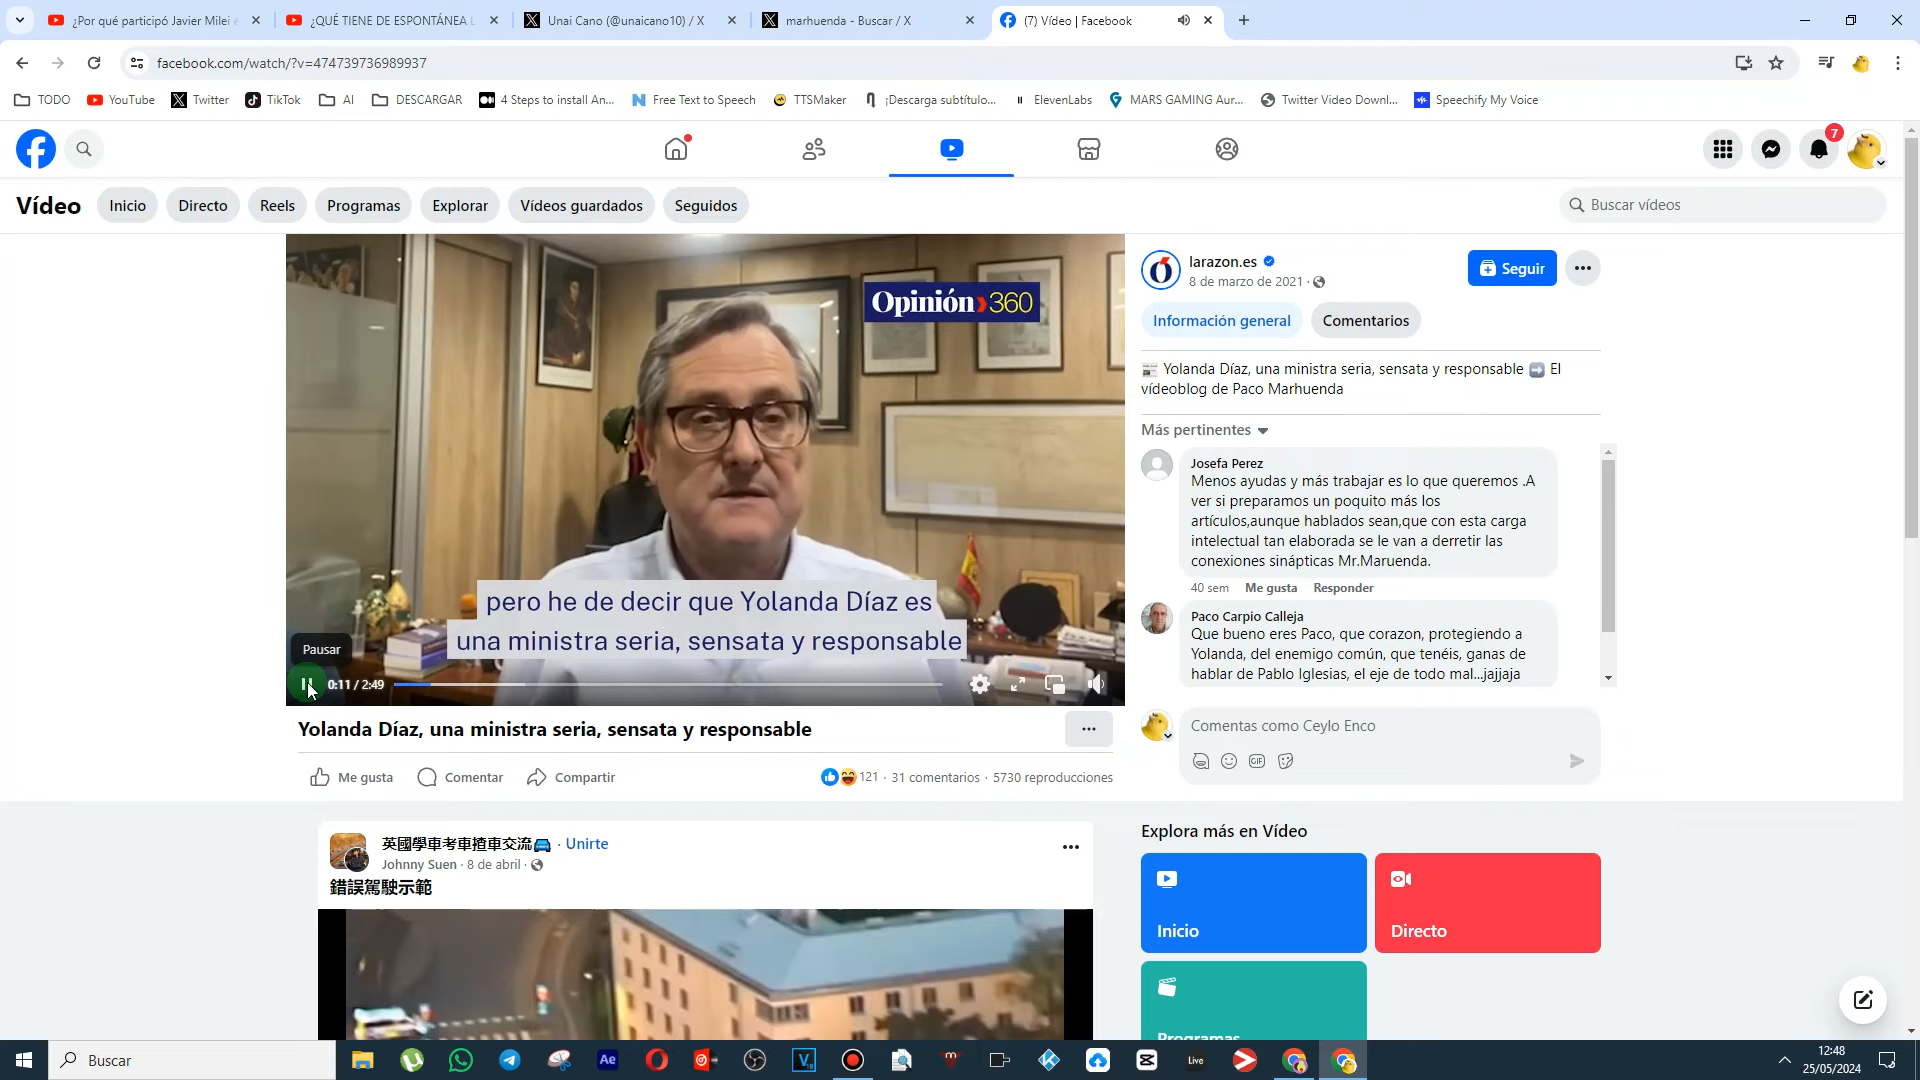 ¿Por qué participó Javier Milei e
¿QUÉ TIENE DE ESPONTÁNEA L
Unai Cano (@unaicano10) / X
marhuenda - Buscar / X
(7) Vídeo | Facebook
facebook.com/watch/?v=474739736989937
TODO
YouTube
Twitter
TikTok
AI
DESCARGAR
4 Steps to install An...
Free Text to Speech
TTSMaker
¡Descarga subtítulo...
ElevenLabs
MARS GAMING Aur...
Twitter Video Downl...
Speechify My Voice
7
Vídeo
Inicio
Directo
Reels
Programas
Explorar
Vídeos guardados
Seguidos
Buscar vídeos
Opinión 360
pero he de decir que Yolanda Díaz es
una ministra seria, sensata y responsable
Pausar
0:11 / 2:49
Yolanda Díaz, una ministra seria, sensata y responsable
Me gusta
Comentar
Compartir
121 · 31 comentarios · 5730 reproducciones
larazon.es
8 de marzo de 2021 ·
Seguir
Información general
Comentarios
Yolanda Díaz, una ministra seria, sensata y responsable ➡ El
vídeoblog de Paco Marhuenda
Más pertinentes
Josefa Perez
Menos ayudas y más trabajar es lo que queremos .A
ver si preparamos un poquito más los
artículos,aunque hablados sean,que con esta carga
intelectual tan elaborada se le van a derretir las
conexiones sinápticas Mr.Maruenda.
40 sem Me gusta Responder
Paco Carpio Calleja
Que bueno eres Paco, que corazon, protegiendo a
Yolanda, del enemigo común, que tenéis, ganas de
hablar de Pablo Iglesias, el eje de todo mal...jajjaja
Comentas como Ceylo Enco
GIF
英國學車考車揸車交流🚘 · Unirte
Johnny Suen · 8 de abril ·
錯誤駕駛示範
Explora más en Vídeo
Inicio
Directo
Programas
Buscar
Ae
Live
12:48
25/05/2024